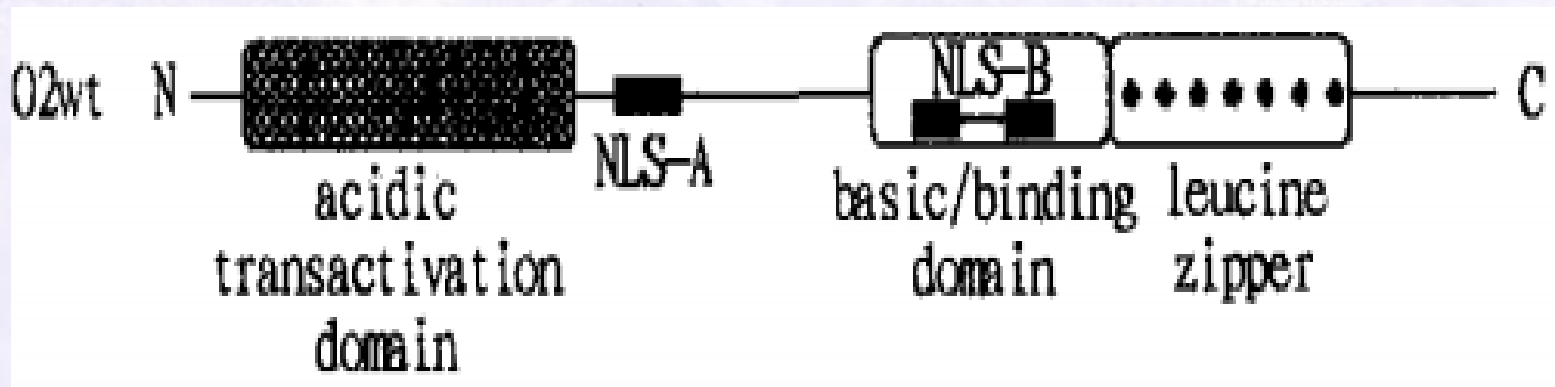 O2wt N
C
NLS-A
NLS-B
acidic
transactivation
domain
basic/binding
domain
leucine
zipper